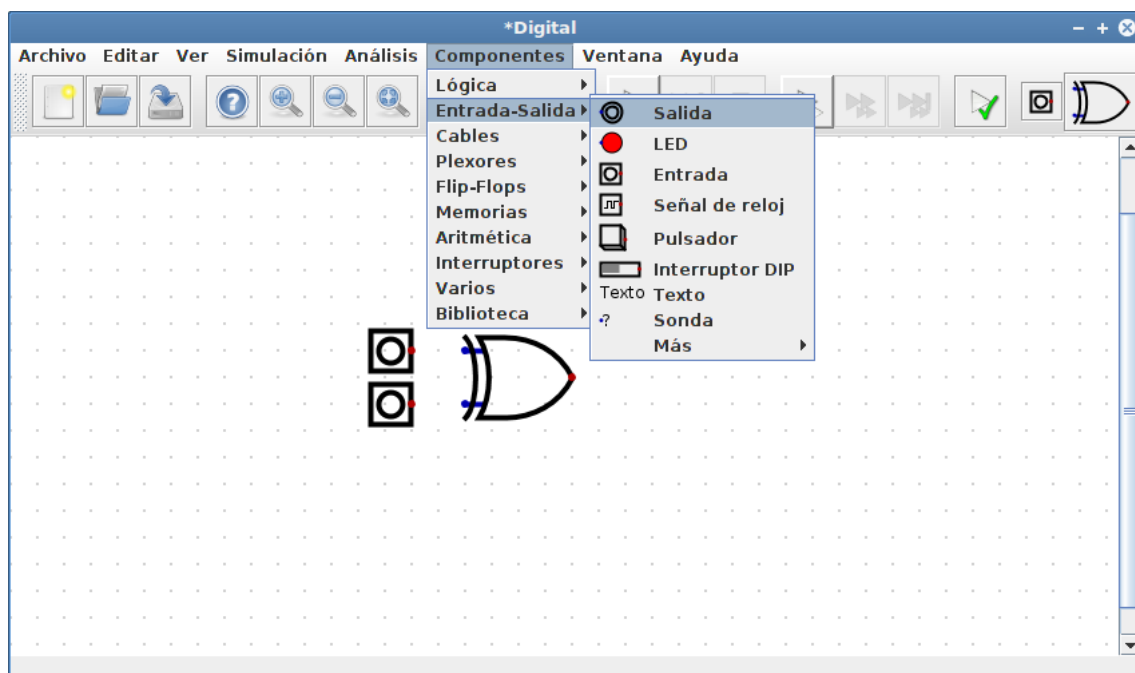 *Digital
Archivo Editar Ver Simulación Análisis Componentes Ventana Ayuda
Lógica
Entrada-Salida
Cables
Plexores
Flip-Flops
Memorias
Aritmética
Interruptores
Varios
Biblioteca
Salida
LED
Entrada
Señal de reloj
Pulsador
Interruptor DIP
Texto Texto
·? Sonda
Más